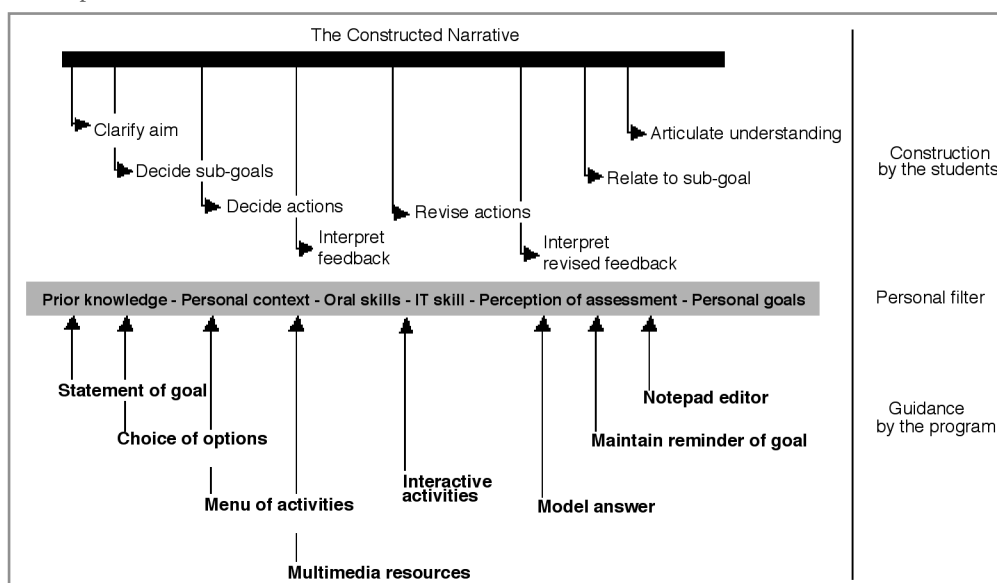 The Constructed Narrative
Clarify aim
Decide sub-goals
Decide actions
Interpret
feedback
Revise actions
Interpret
revised feedback
Relate to sub-goal
Articulate understanding
Construction
by the students
Prior knowledge - Personal context - Oral skills - IT skill - Perception of assessment - Personal goals
Personal filter
Statement of goal
Choice of options
Menu of activities
Multimedia resources
Interactive
activities
Model answer
Maintain reminder of goal
Notepad editor
Guidance
by the program